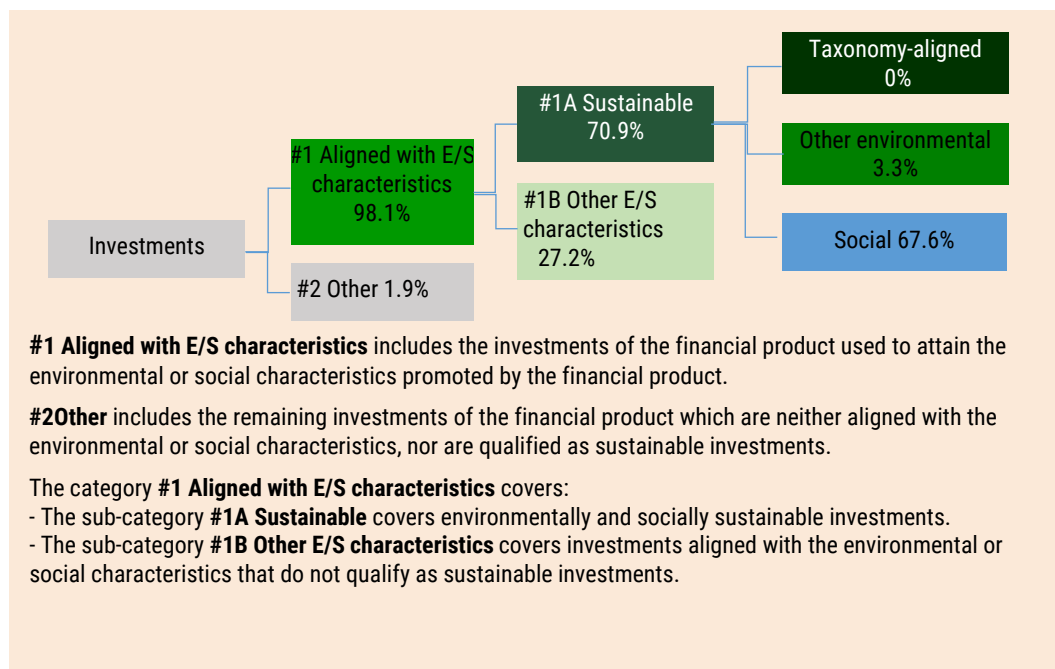 Investments
#1 Aligned with E/S
characteristics
98.1%
#2 Other 1.9%
#1A Sustainable
70.9%
#1B Other E/S
characteristics
27.2%
Taxonomy-aligned
0%
Other environmental
3.3%
Social 67.6%
#1 Aligned with E/S characteristics includes the investments of the financial product used to attain the
environmental or social characteristics promoted by the financial product.
#2Other includes the remaining investments of the financial product which are neither aligned with the
environmental or social characteristics, nor are qualified as sustainable investments.
The category #1 Aligned with E/S characteristics covers:
- The sub-category #1A Sustainable covers environmentally and socially sustainable investments.
- The sub-category #1B Other E/S characteristics covers investments aligned with the environmental or
social characteristics that do not qualify as sustainable investments.